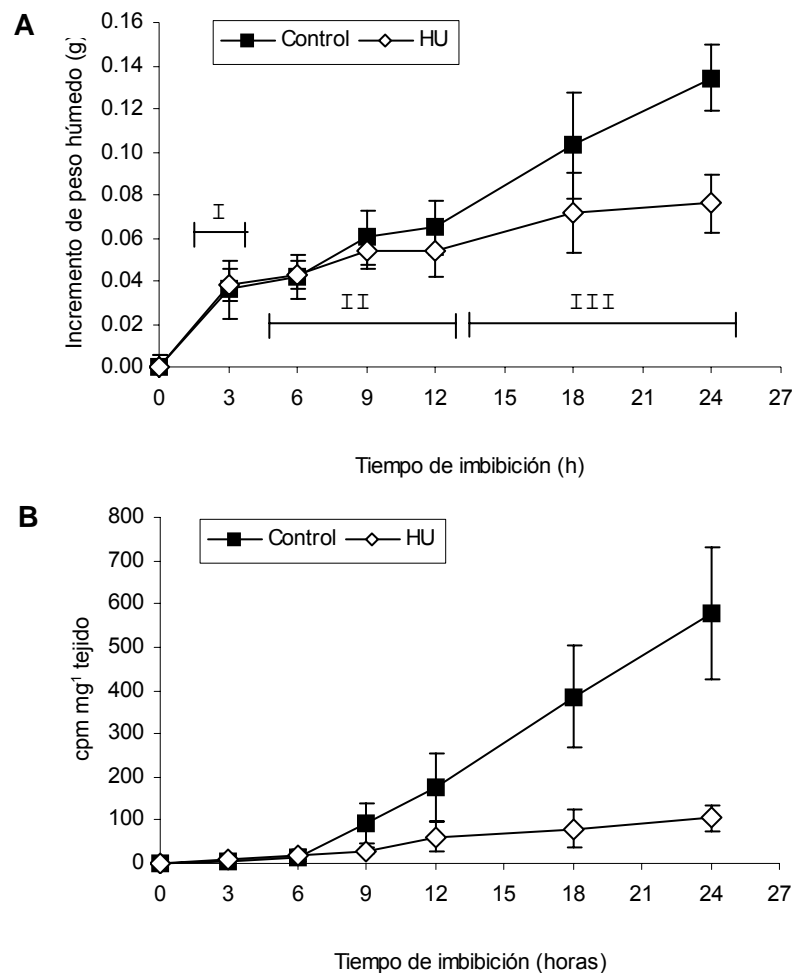 A
Control HU
Incremento de peso húmedo (g)
0.16
0.14
0.12
0.10
0.08
0.06
0.04
0.02
0.00
I
II
III
0 3 6 9 12 15 18 21 24 27
Tiempo de imbibición (h)
B
Control HU
cpm mg¹ tejido
800
700
600
500
400
300
200
100
0
0 3 6 9 12 15 18 21 24 27
Tiempo de imbibición (horas)